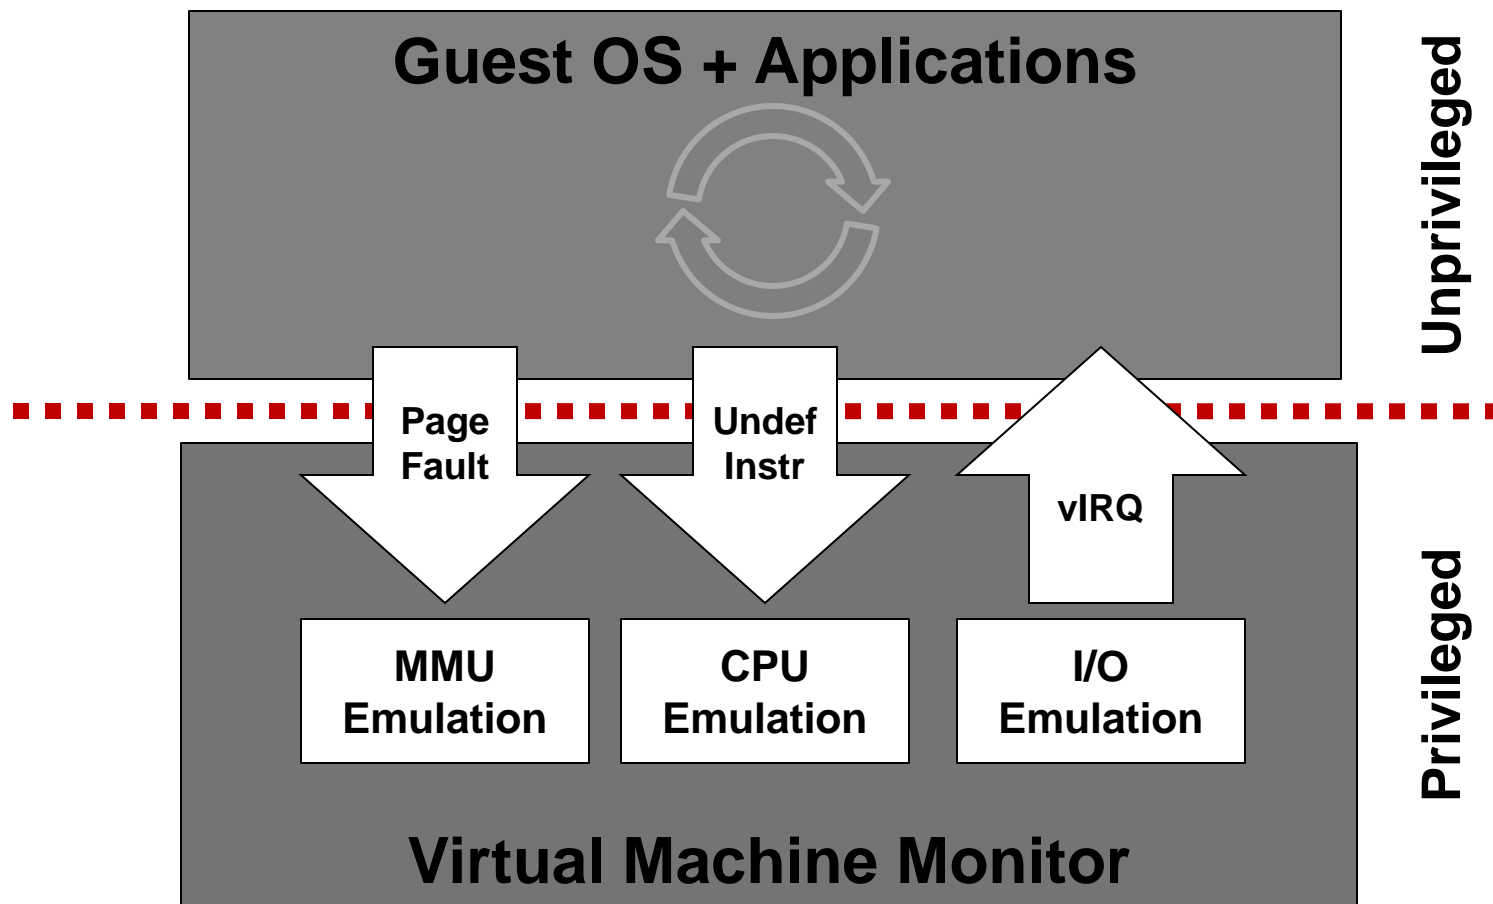 Guest OS + Applications
Unprivileged
Page
Fault
Undef
Instr
vIRQ
MMU
Emulation
CPU
Emulation
I/O
Emulation
Privileged
Virtual Machine Monitor